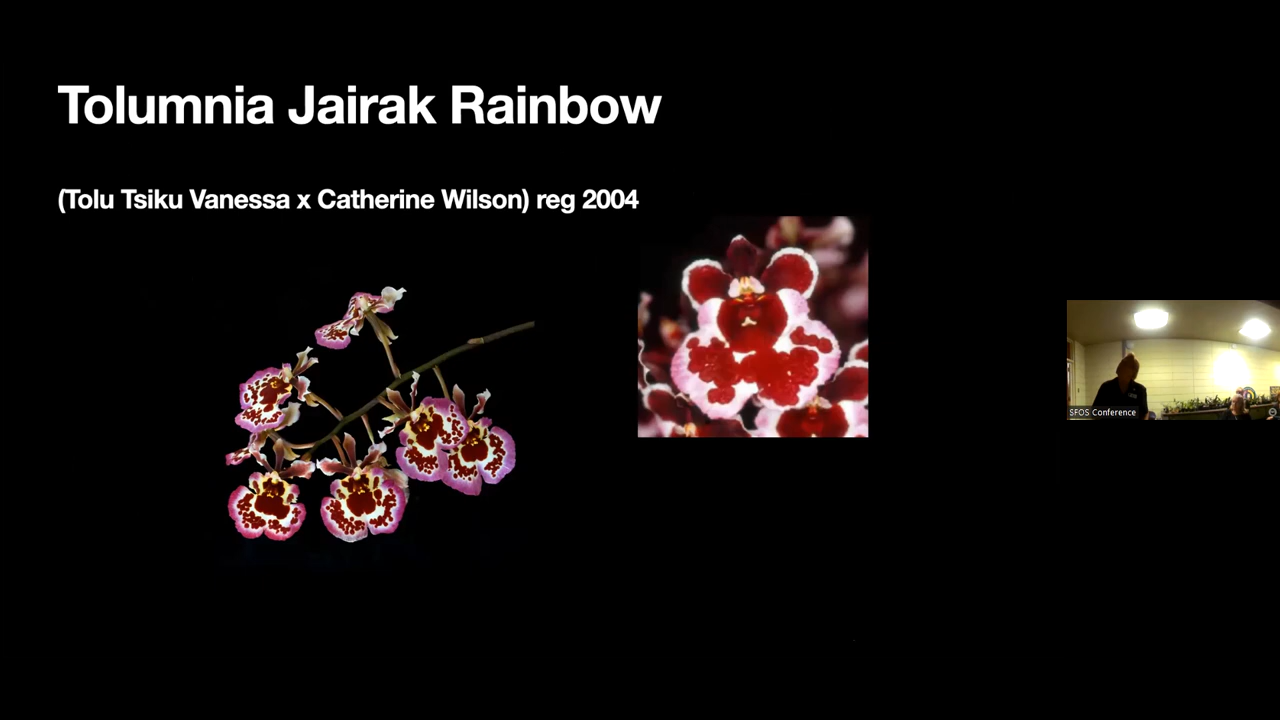 Tolumnia Jairak Rainbow
(Tolu Tsiku Vanessa x Catherine Wilson) reg 2004
SFOS Conference